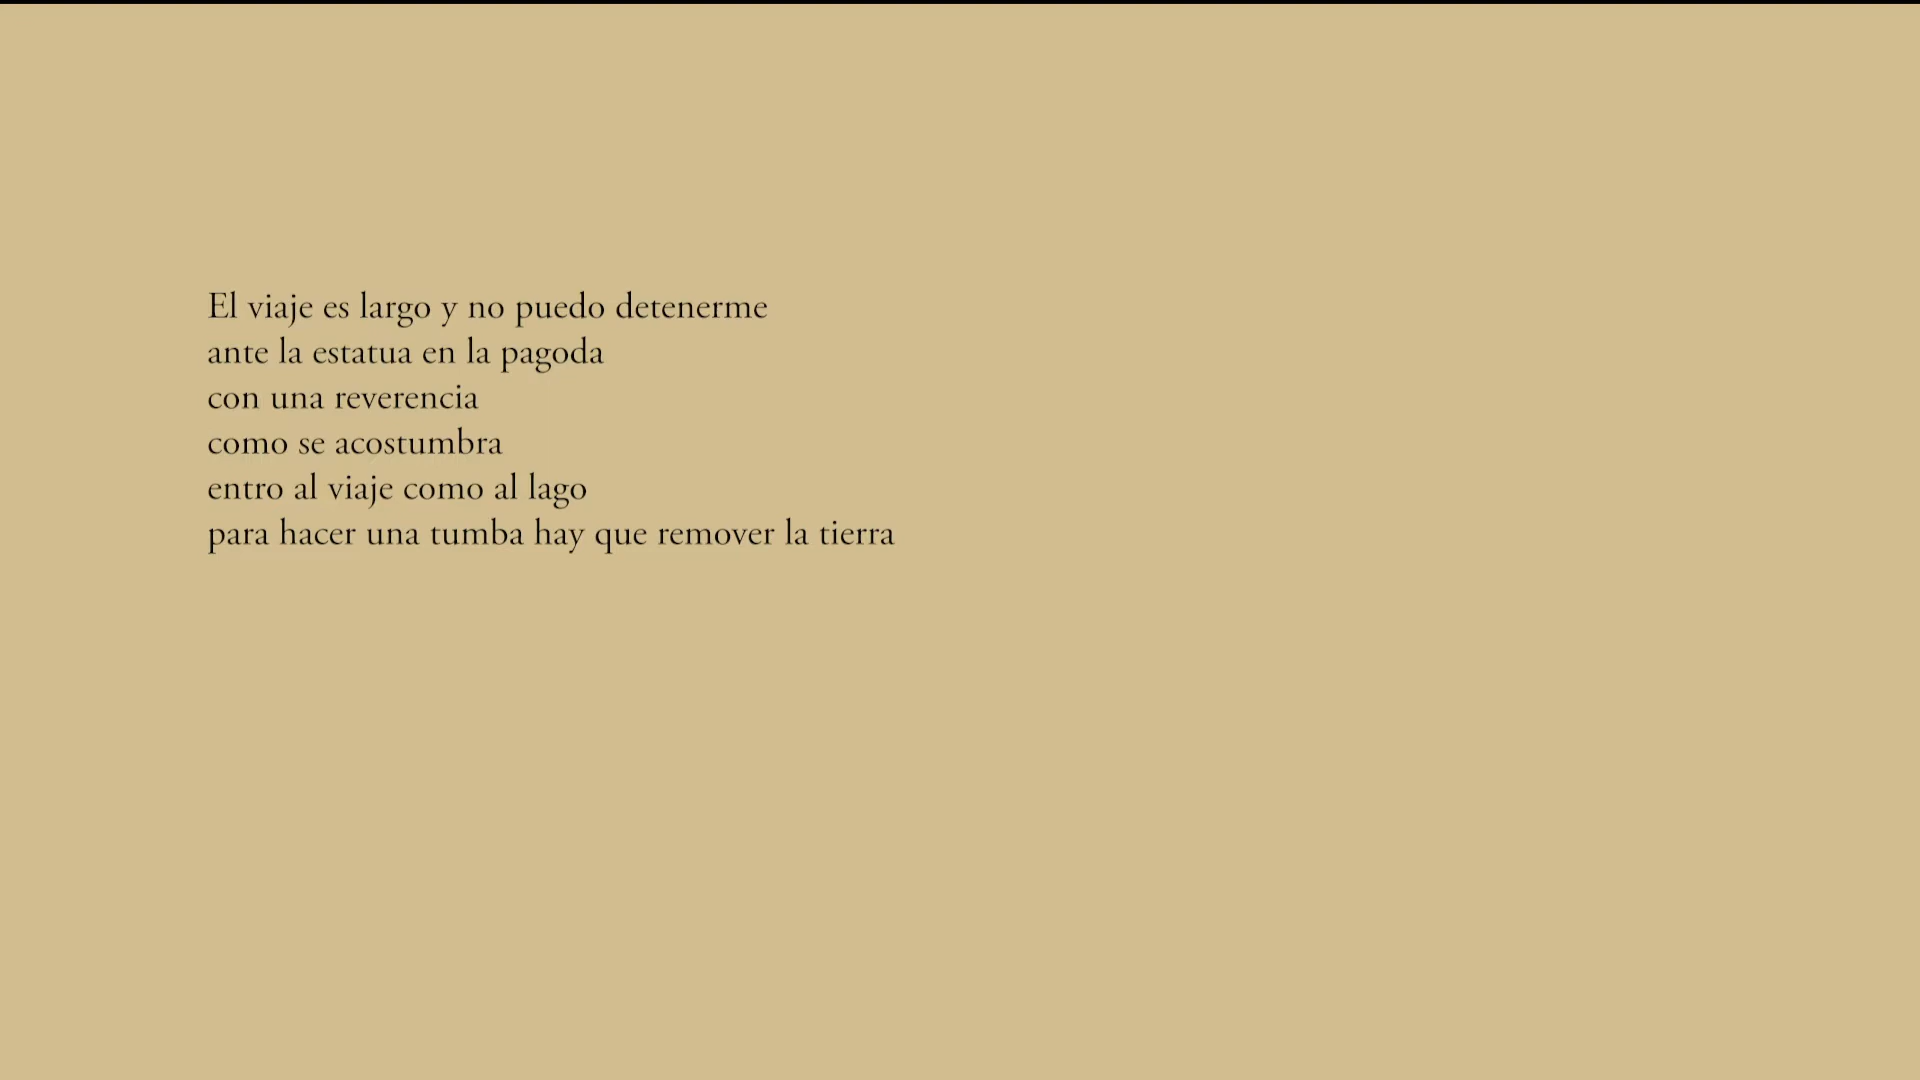 El viaje es largo y no puedo detenerme
ante la estatua en la pagoda
con una reverencia
como se acostumbra
entro al viaje como al lago
para hacer una tumba hay que remover la tierra